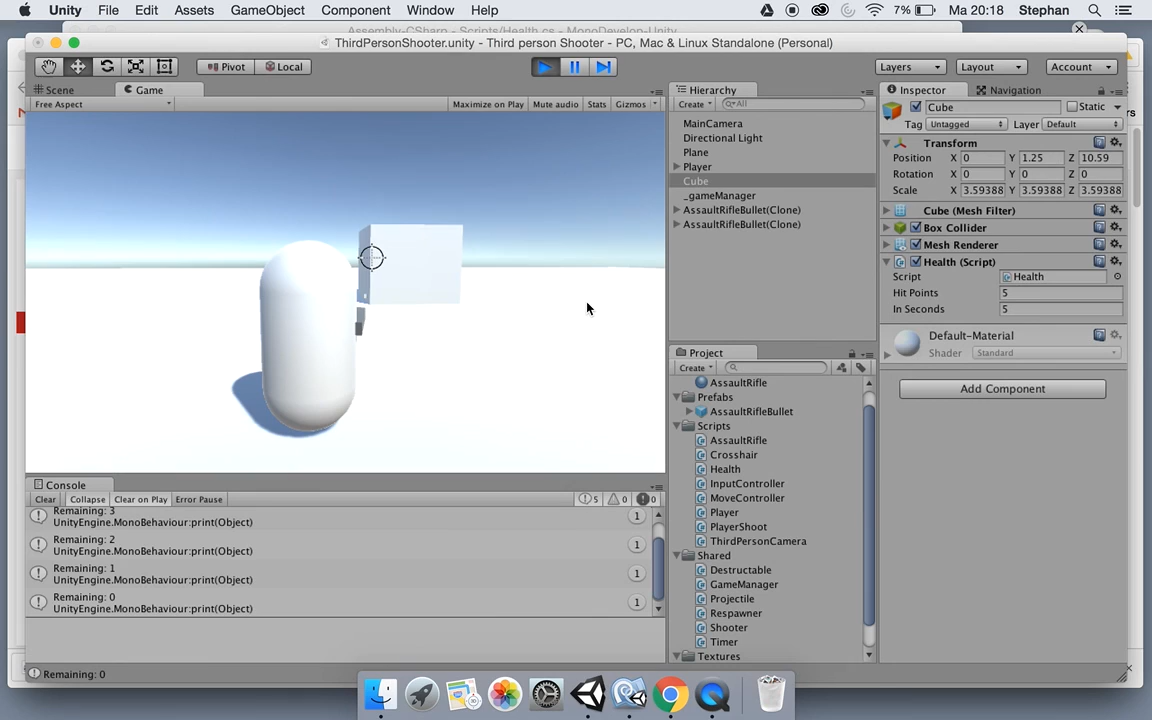 Unity File Edit Assets GameObject Component Window Help 7% Ma 20:18 Stephan
Assembly-CSharp - Scripts/Health.cs - MonoDevelop-Unity
ThirdPersonShooter.unity - Third person Shooter - PC, Mac & Linux Standalone (Personal)
Pivot Local Layers Layout Account
Scene Game Hierarchy Inspector Navigation
Free Aspect Maximize on Play Mute audio Stats Gizmos Create All Cube Static
Tag Untagged Layer Default
MainCamera
Directional Light
Plane
Player
Cube
_gameManager
AssaultRifleBullet(Clone)
AssaultRifleBullet(Clone)
Transform
Position X 0 Y 1.25 Z 10.59
Rotation X 0 Y 0 Z 0
Scale X 3.59388 Y 3.59388 Z 3.59388
Cube (Mesh Filter)
Box Collider
Mesh Renderer
Health (Script)
Script Health
Hit Points 5
In Seconds 5
Default-Material
Shader Standard
Add Component
Project
Create
AssaultRifle
Prefabs
AssaultRifleBullet
Scripts
AssaultRifle
Crosshair
Health
InputController
MoveController
Player
PlayerShoot
ThirdPersonCamera
Shared
Destructable
GameManager
Projectile
Respawner
Shooter
Timer
Textures
Console
Clear Collapse Clear on Play Error Pause 5 0 0
Remaining: 3
UnityEngine.MonoBehaviour:print(Object) 1
Remaining: 2
UnityEngine.MonoBehaviour:print(Object) 1
Remaining: 1
UnityEngine.MonoBehaviour:print(Object) 1
Remaining: 0
UnityEngine.MonoBehaviour:print(Object) 1
Remaining: 0